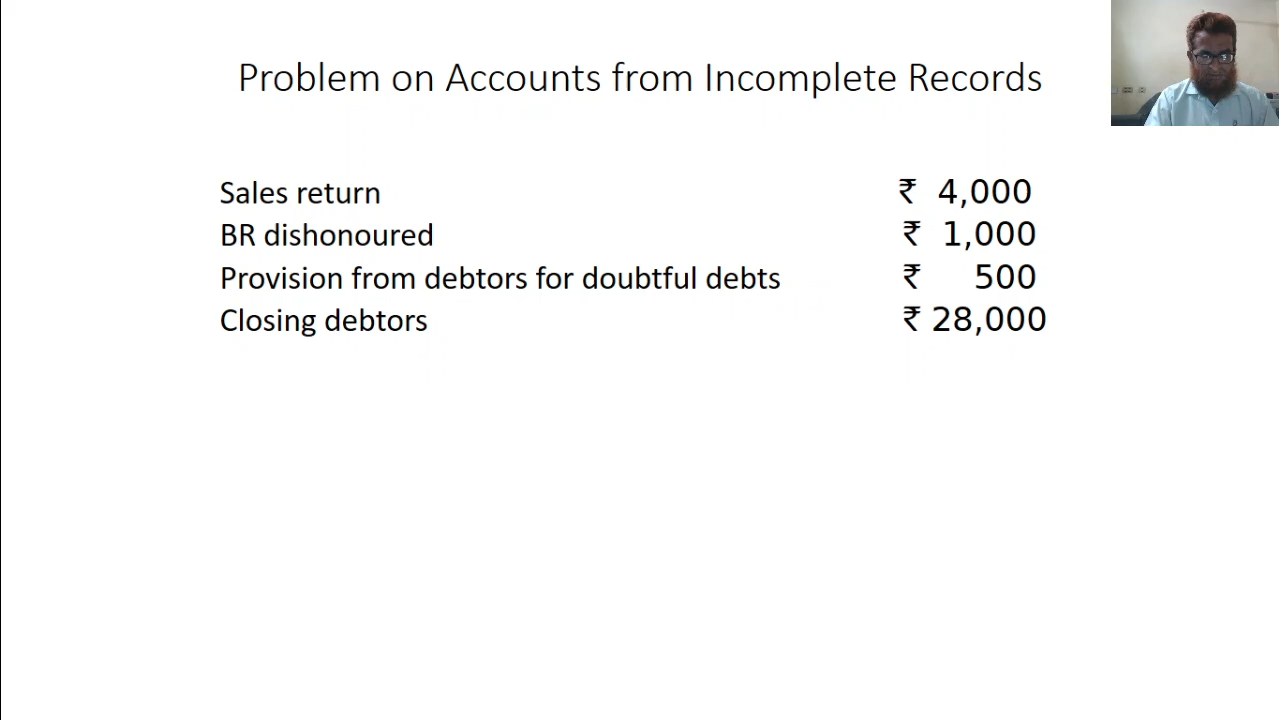 Problem on Accounts from Incomplete Records
Sales return ₹ 4,000
BR dishonoured ₹ 1,000
Provision from debtors for doubtful debts ₹ 500
Closing debtors ₹ 28,000